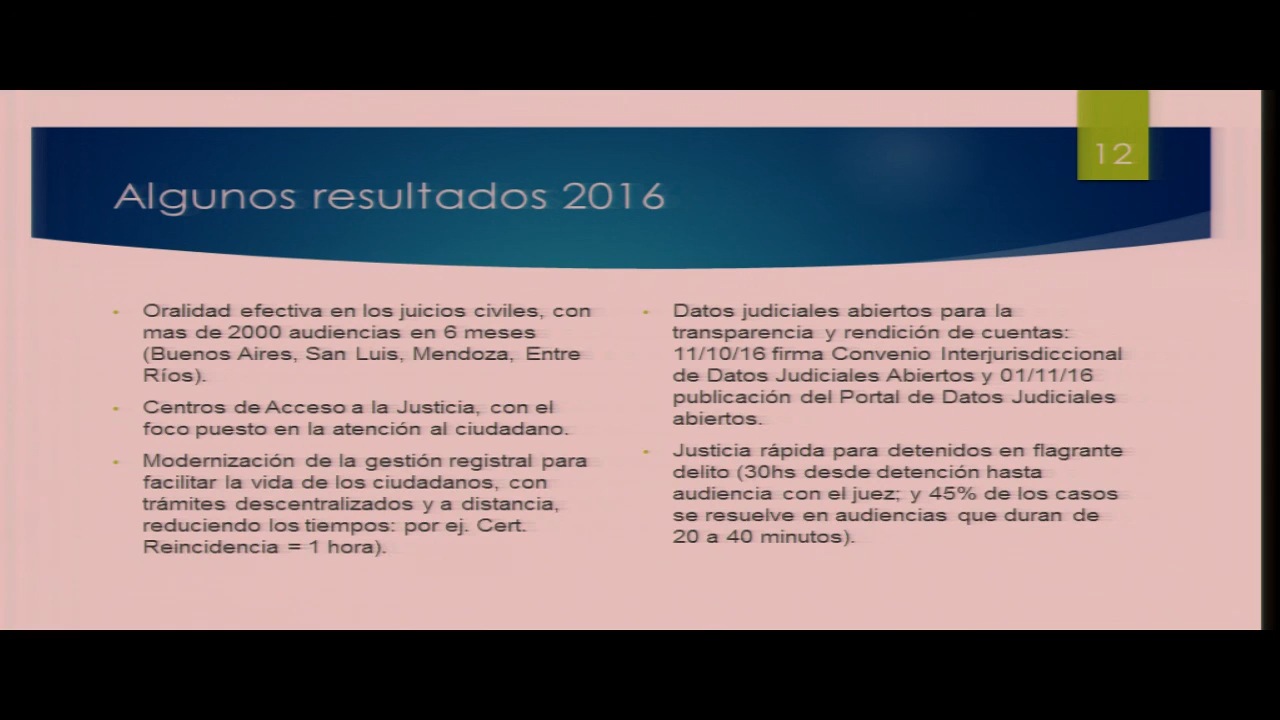 12
Algunos resultados 2016
• Oralidad efectiva en los juicios civiles, con
mas de 2000 audiencias en 6 meses
(Buenos Aires, San Luis, Mendoza, Entre
Ríos).
• Centros de Acceso a la Justicia, con el
foco puesto en la atención al ciudadano.
• Modernización de la gestión registral para
facilitar la vida de los ciudadanos, con
trámites descentralizados y a distancia,
reduciendo los tiempos: por ej. Cert.
Reincidencia = 1 hora).
• Datos judiciales abiertos para la
transparencia y rendición de cuentas:
11/10/16 firma Convenio Interjurisdiccional
de Datos Judiciales Abiertos y 01/11/16
publicación del Portal de Datos Judiciales
abiertos.
• Justicia rápida para detenidos en flagrante
delito (30hs desde detención hasta
audiencia con el juez; y 45% de los casos
se resuelve en audiencias que duran de
20 a 40 minutos).